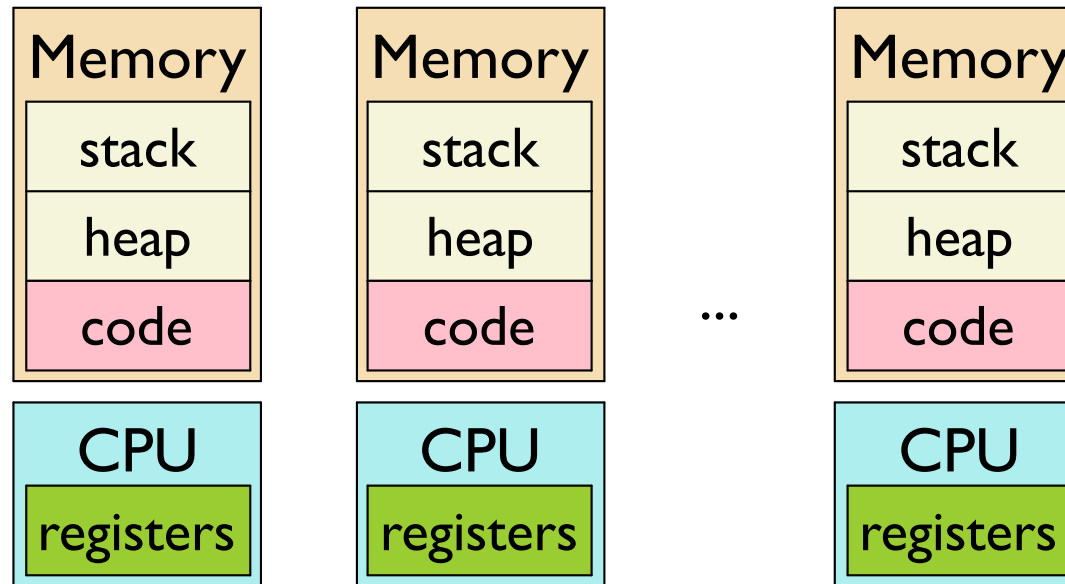 Memory Memory Memory
stack stack stack
heap heap heap
code code ... code
CPU CPU CPU
registers registers registers